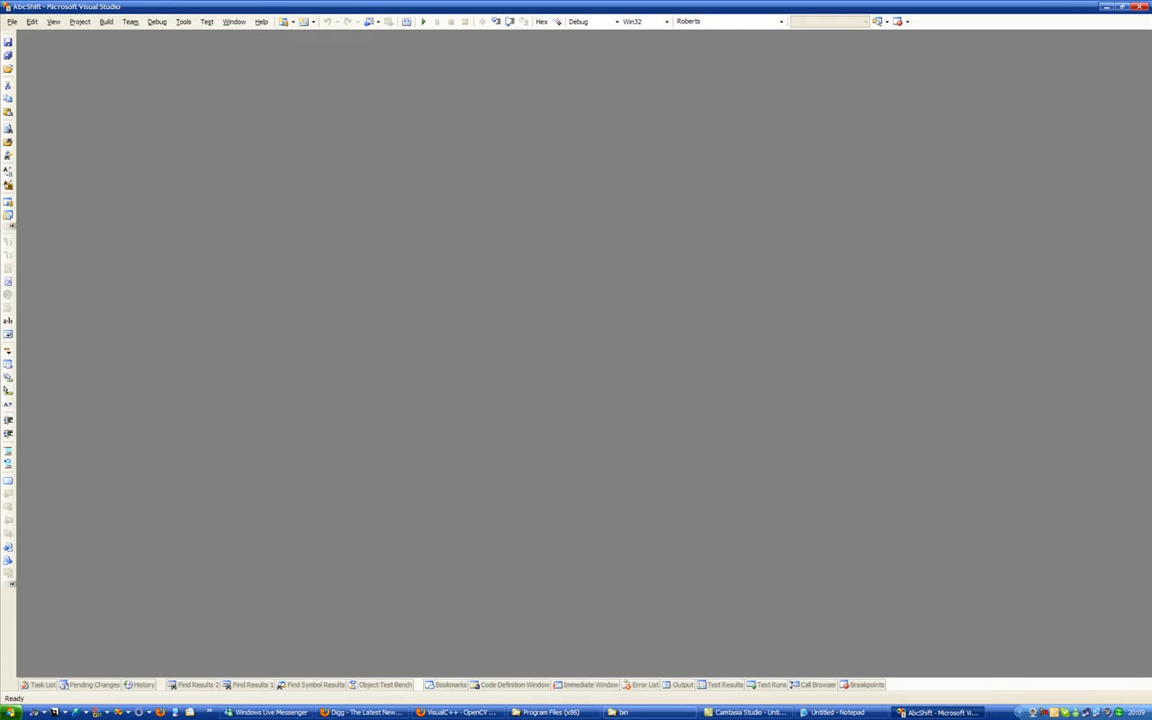 AbcShift - Microsoft Visual Studio
File Edit View Project Build Team Debug Tools Test Window Help Hex Debug Win32 Roberts
a-b
Task List Pending Changes History Find Results 2 Find Results 1 Find Symbol Results Object Test Bench Bookmarks Code Definition Window Immediate Window Error List Output Test Results Test Runs Call Browser Breakpoints
Ready
Windows Live Messenger Digg - The Latest New... VisualC++ - OpenCV ... Program Files (x86) bin Camtasia Studio - Unti... Untitled - Notepad AbcShift - Microsoft Vi... 20:09